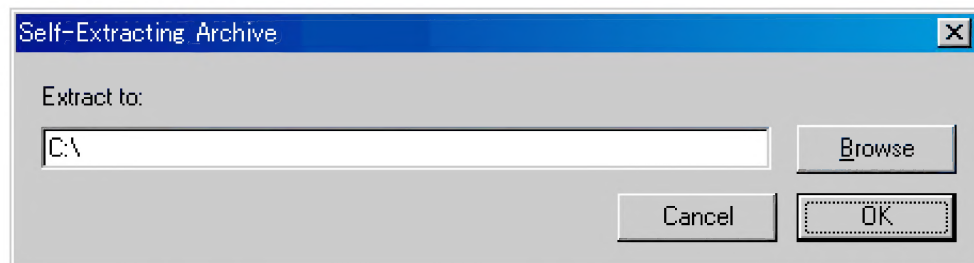 Self-Extracting Archive
Extract to:
C:\
Browse
Cancel
OK